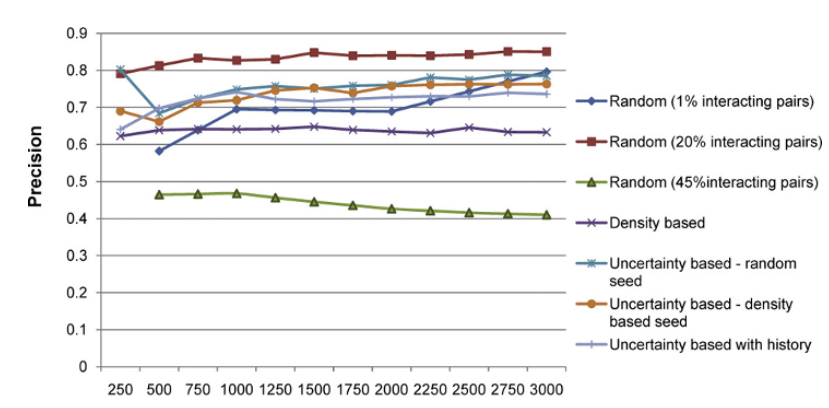 0.9
0.8
0.7
0.6
0.5
0.4
0.3
0.2
0.1
0
Precision
250 500 750 1000 1250 1500 1750 2000 2250 2500 2750 3000
Random (1% interacting pairs)
Random (20% interacting pairs)
Random (45%interacting pairs)
Density based
Uncertainty based - random
seed
Uncertainty based - density
based seed
Uncertainty based with history